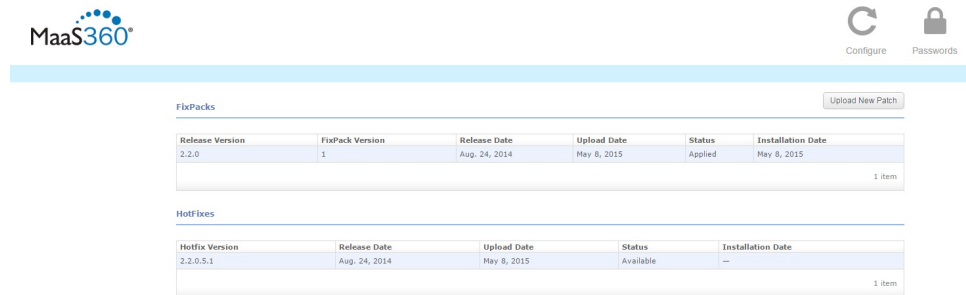 MaaS360®
Configure Passwords
FixPacks
Upload New Patch
Release Version FixPack Version Release Date Upload Date Status Installation Date
2.2.0 1 Aug. 24, 2014 May 8, 2015 Applied May 8, 2015
1 item
HotFixes
Hotfix Version Release Date Upload Date Status Installation Date
2.2.0.5.1 Aug. 24, 2014 May 8, 2015 Available —
1 item